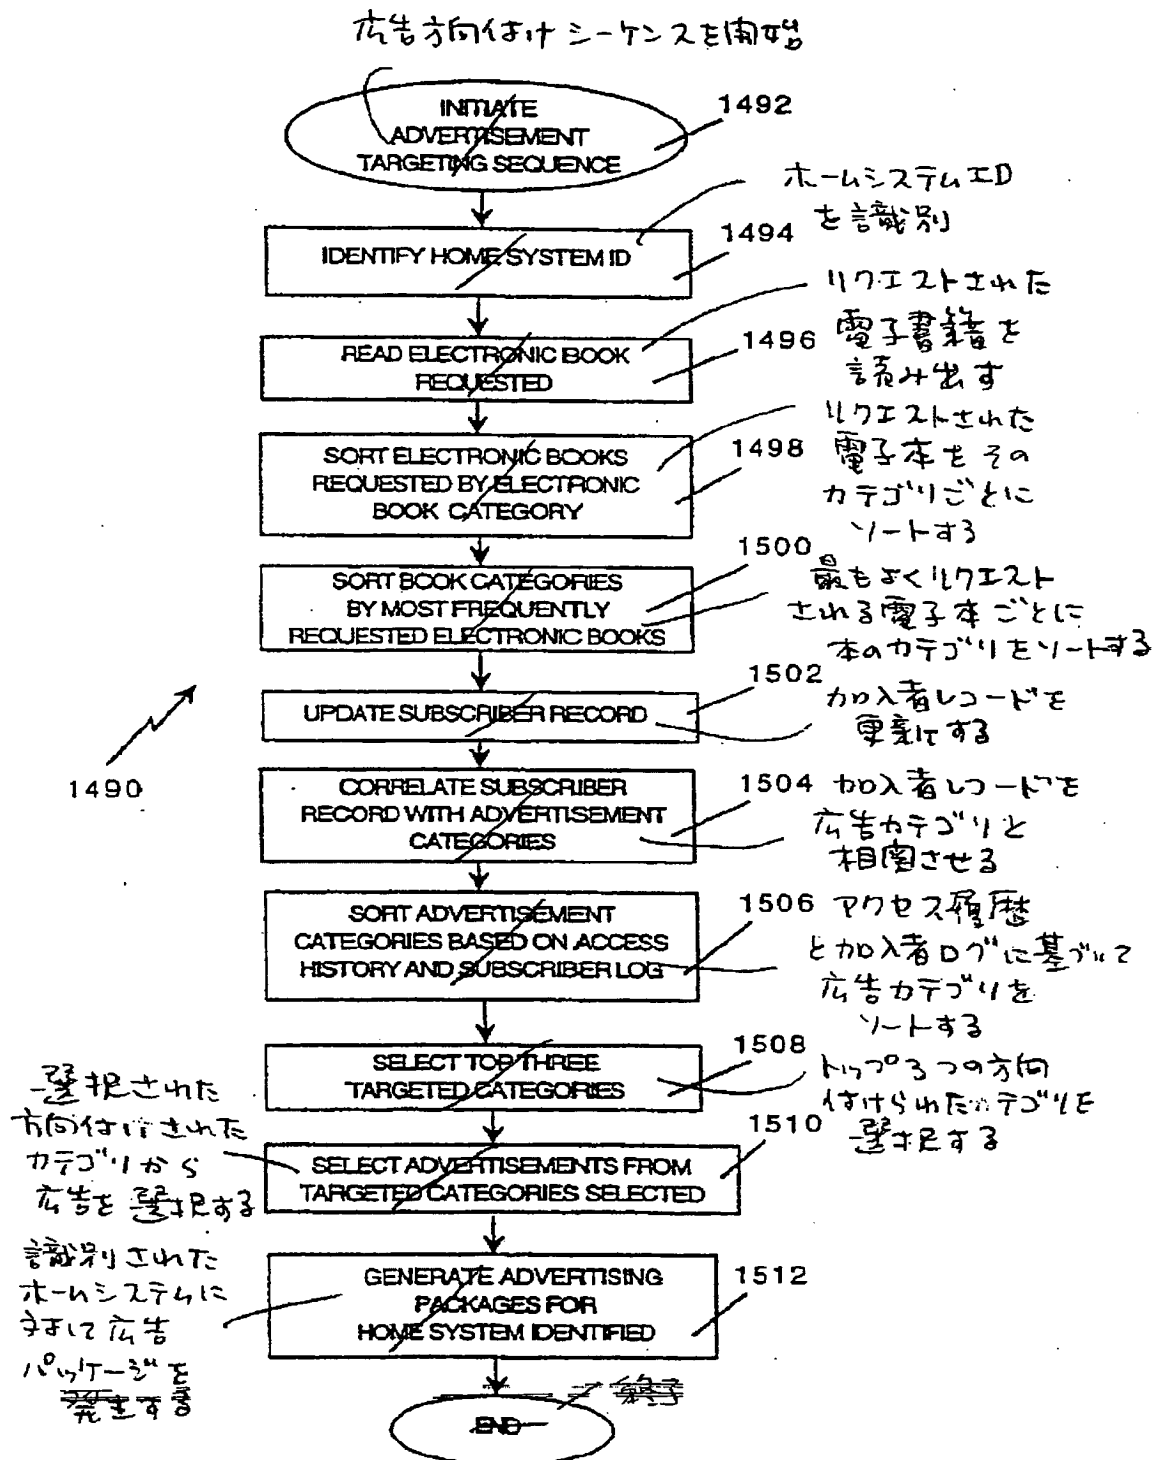 広告方向付け シーケンスを開始
INITIATE
ADVERTISEMENT
TARGETING SEQUENCE
1492
ホームシステムID
を識別
IDENTIFY HOME SYSTEM ID
1494
リクエストされた
電子書籍を
読み出す
READ ELECTRONIC BOOK
REQUESTED
1496
リクエストされた
電子本をその
カテゴリごとに
ソートする
SORT ELECTRONIC BOOKS
REQUESTED BY ELECTRONIC
BOOK CATEGORY
1498
最もよくリクエスト
される電子本ごとに
本のカテゴリをソートする
SORT BOOK CATEGORIES
BY MOST FREQUENTLY
REQUESTED ELECTRONIC BOOKS
1500
加入者レコードを
更新にする
UPDATE SUBSCRIBER RECORD
1502
1490
加入者レコードを
広告カテゴリと
相関させる
CORRELATE SUBSCRIBER
RECORD WITH ADVERTISEMENT
CATEGORIES
1504
アクセス履歴
と加入者ログに基づいて
広告カテゴリを
ソートする
SORT ADVERTISEMENT
CATEGORIES BASED ON ACCESS
HISTORY AND SUBSCRIBER LOG
1506
トップ3つの方向
付けられたカテゴリを
選択する
SELECT TOP THREE
TARGETED CATEGORIES
1508
選択された
方向付けされた
カテゴリから
広告を選択する
SELECT ADVERTISEMENTS FROM
TARGETED CATEGORIES SELECTED
1510
識別された
ホームシステムに
対して広告
パッケージを
発生する
GENERATE ADVERTISING
PACKAGES FOR
HOME SYSTEM IDENTIFIED
1512
終了
END